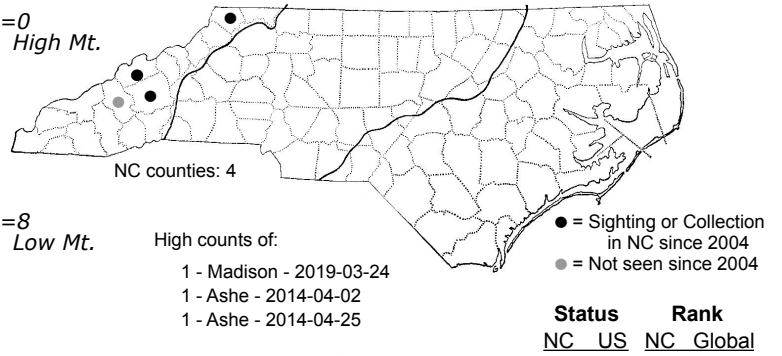 =0
High Mt.
NC counties: 4
=8
Low Mt.
High counts of:
1 - Madison - 2019-03-24
1 - Ashe - 2014-04-02
1 - Ashe - 2014-04-25
= Sighting or Collection
in NC since 2004
= Not seen since 2004
Status Rank
NC US NC Global